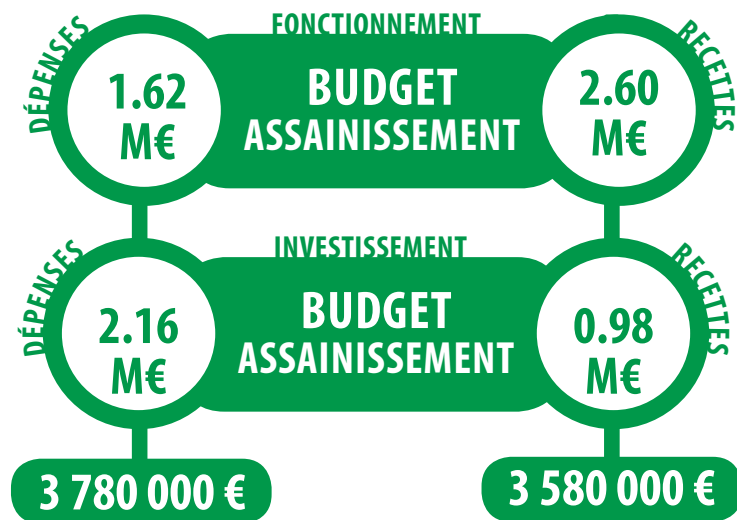 FONCTIONNEMENT
DÉPENSES
1.62
M€
BUDGET
ASSAINISSEMENT
2.60
M€
RECETTES
INVESTISSEMENT
DÉPENSES
2.16
M€
BUDGET
ASSAINISSEMENT
0.98
M€
RECETTES
3 780 000 €
3 580 000 €